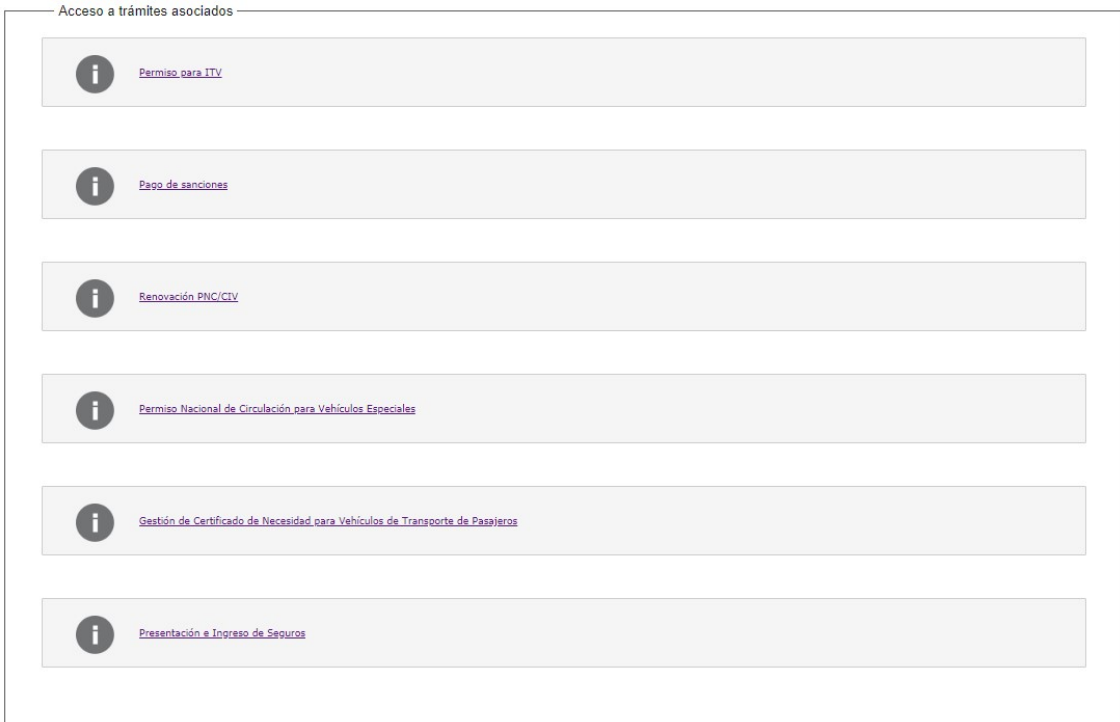 Acceso a trámites asociados
Permiso para ITV
Pago de sanciones
Renovación PNC/CIV
Permiso Nacional de Circulación para Vehículos Especiales
Gestión de Certificado de Necesidad para Vehículos de Transporte de Pasajeros
Presentación e Ingreso de Seguros